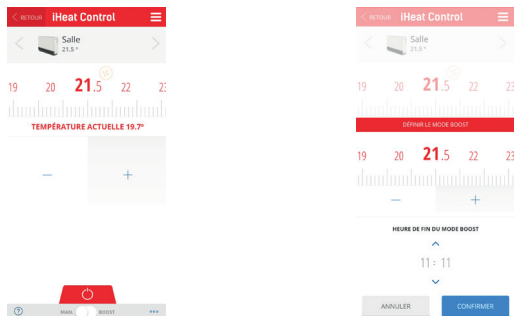 RETOUR iHeat Control
Salle
21.5 °
19 20 21.5 22 23
TEMPÉRATURE ACTUELLE 19.7°
— +
? MAN. BOOST •••
RETOUR iHeat Control
Salle
21.5 °
19 20 21.5 22 23
DÉFINIR LE MODE BOOST
19 20 21.5 22 23
— +
HEURE DE FIN DU MODE BOOST
11 : 11
ANNULER CONFIRMER